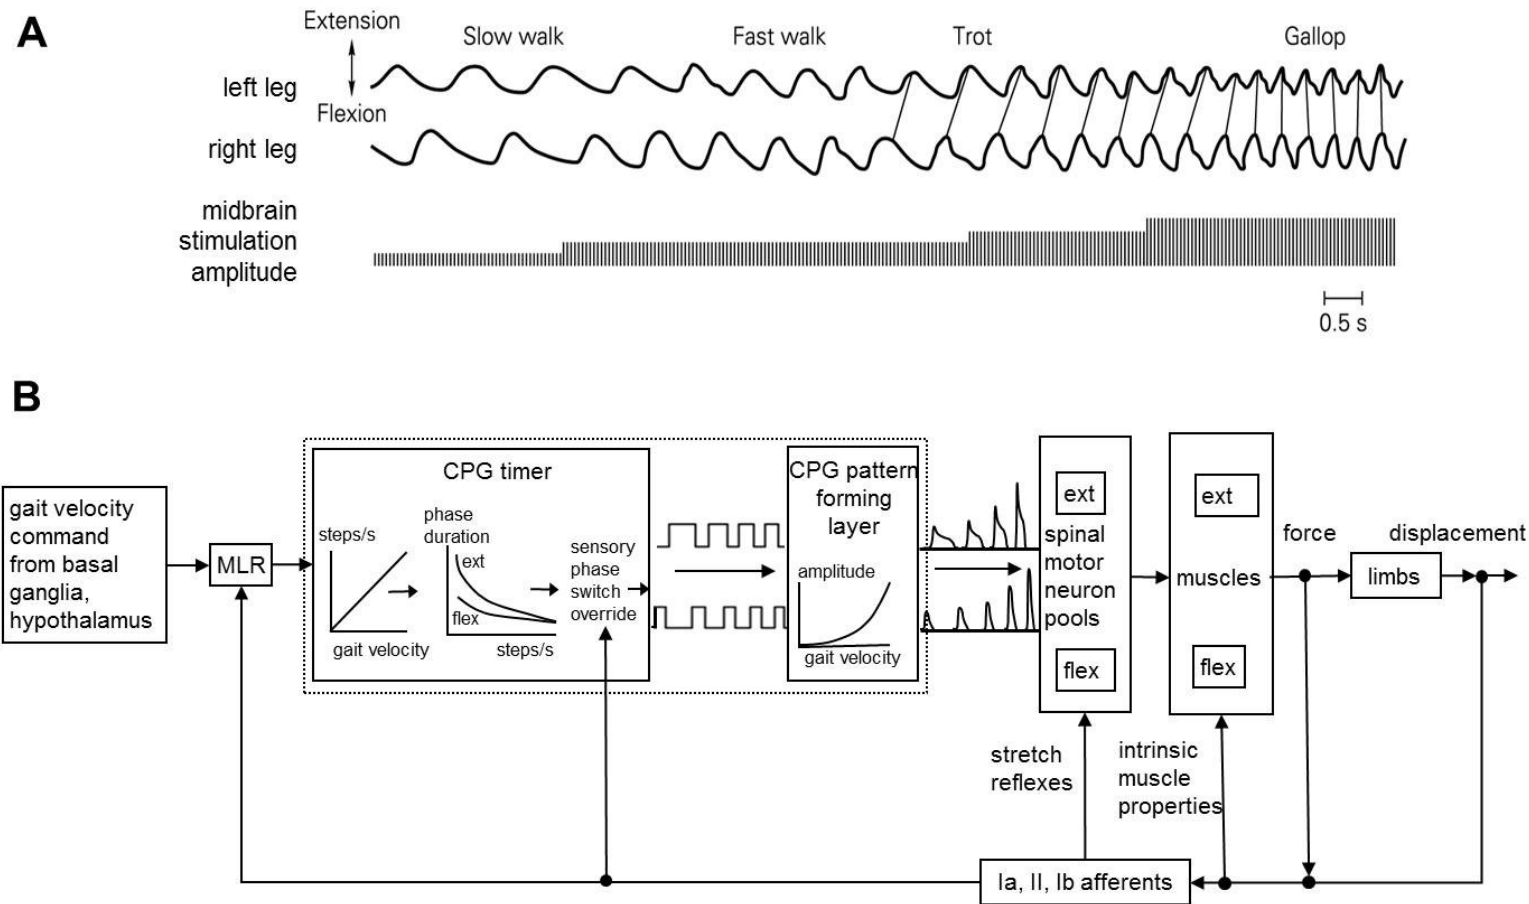 A
Extension
Slow walk
Fast walk
Trot
Gallop
left leg
Flexion
right leg
midbrain
stimulation
amplitude
0.5 s
B
gait velocity
command
from basal
ganglia,
hypothalamus
MLR
CPG timer
steps/s
gait velocity
phase
duration
ext
flex
steps/s
sensory
phase
switch
override
CPG pattern
forming
layer
amplitude
gait velocity
ext
spinal
motor
neuron
pools
flex
ext
muscles
flex
force
limbs
displacement
stretch
reflexes
intrinsic
muscle
properties
Ia, II, Ib afferents